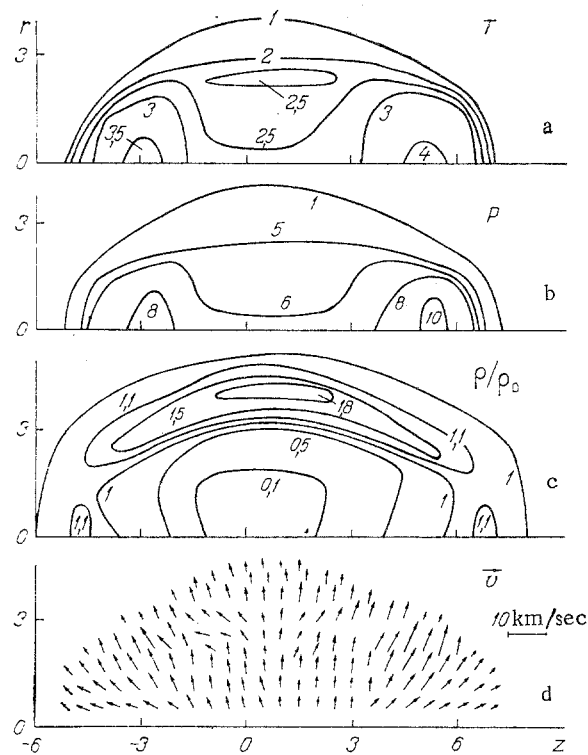 r 1 T
3 2
2,5
3 3
3,5 2,5 4 a
0
1 P
3 5
8 6 8 10 b
0
ρ/ρ₀
1,1 1,5 1,8 1,1
3 0,5
1 0,1 1 1 c
1,1 1,1
0
v̄
3 10 km/sec
d
0
-6 -3 0 3 6 z